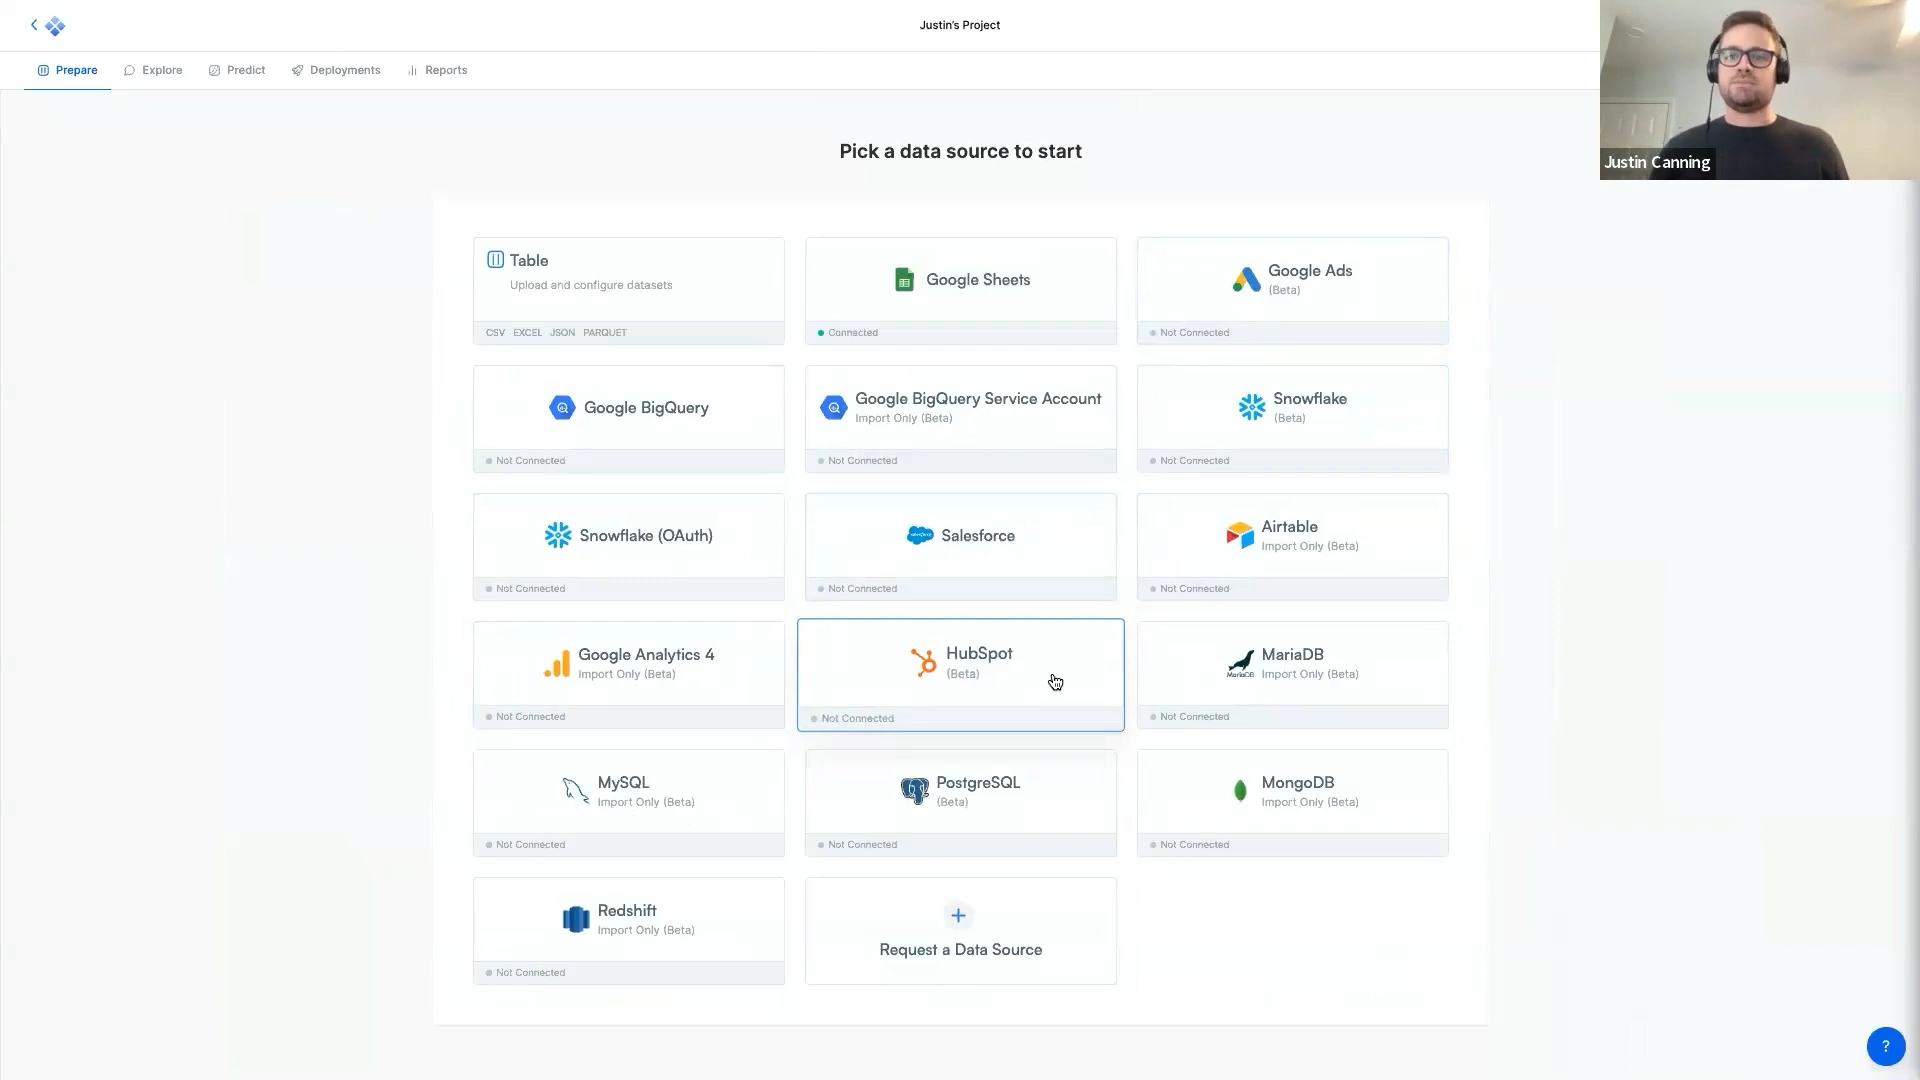 Justin's Project
Prepare
Explore
Predict
Deployments
Reports
Justin Canning
Pick a data source to start
Table
Upload and configure datasets
CSV EXCEL JSON PARQUET
Google Sheets
Connected
Google Ads
(Beta)
Not Connected
Google BigQuery
Not Connected
Google BigQuery Service Account
Import Only (Beta)
Not Connected
Snowflake
(Beta)
Not Connected
Snowflake (OAuth)
Not Connected
salesforce
Salesforce
Not Connected
Airtable
Import Only (Beta)
Not Connected
Google Analytics 4
Import Only (Beta)
Not Connected
HubSpot
(Beta)
Not Connected
MariaDB
MariaDB
Import Only (Beta)
Not Connected
MySQL
Import Only (Beta)
Not Connected
PostgreSQL
(Beta)
Not Connected
MongoDB
Import Only (Beta)
Not Connected
Redshift
Import Only (Beta)
Not Connected
+
Request a Data Source
?